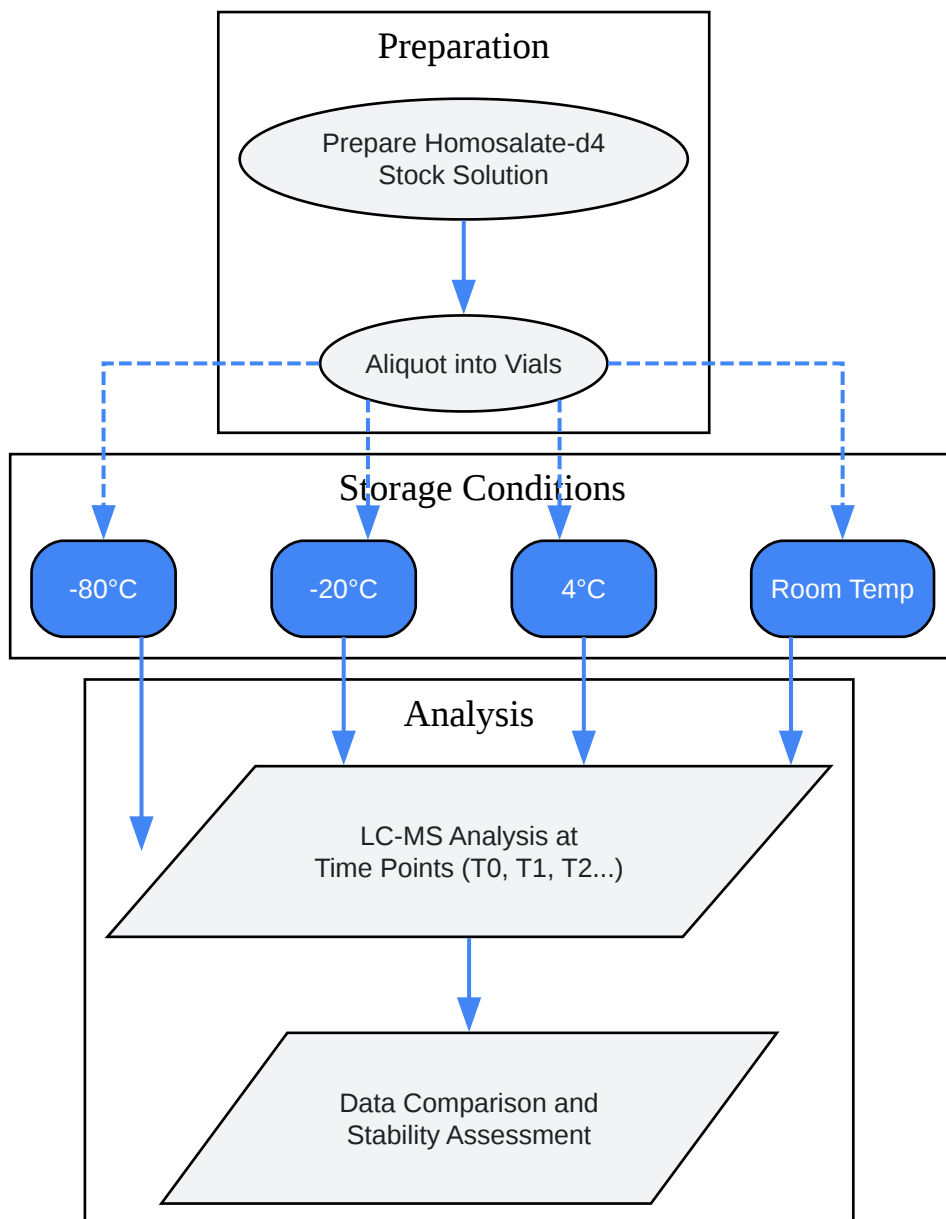 Preparation
Prepare Homosalate-d4
Stock Solution
Aliquot into Vials
Storage Conditions
-80°C
-20°C
4°C
Room Temp
Analysis
LC-MS Analysis at
Time Points (T0, T1, T2...)
Data Comparison and
Stability Assessment